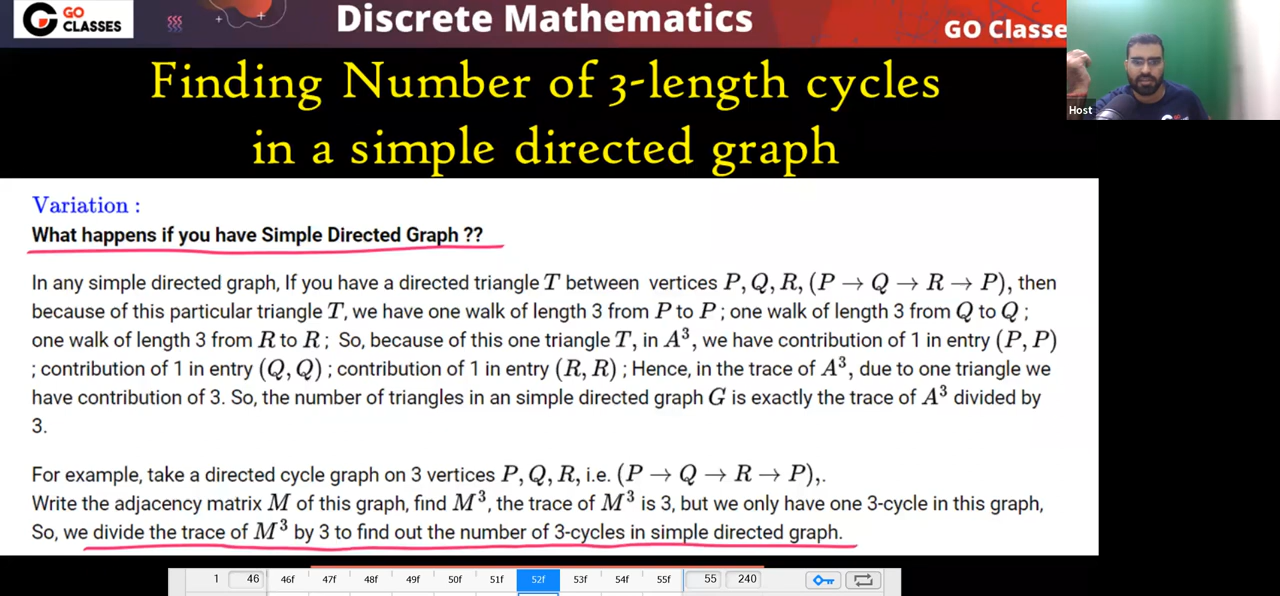 GO
CLASSES
Discrete Mathematics
GO Classe
Host
Finding Number of 3-length cycles
in a simple directed graph
Variation :
What happens if you have Simple Directed Graph ??
In any simple directed graph, If you have a directed triangle T between vertices P, Q, R, (P → Q → R → P), then
because of this particular triangle T, we have one walk of length 3 from P to P ; one walk of length 3 from Q to Q ;
one walk of length 3 from R to R ; So, because of this one triangle T, in A³, we have contribution of 1 in entry (P, P)
; contribution of 1 in entry (Q, Q) ; contribution of 1 in entry (R, R) ; Hence, in the trace of A³, due to one triangle we
have contribution of 3. So, the number of triangles in an simple directed graph G is exactly the trace of A³ divided by
3.
For example, take a directed cycle graph on 3 vertices P, Q, R, i.e. (P → Q → R → P),.
Write the adjacency matrix M of this graph, find M³, the trace of M³ is 3, but we only have one 3-cycle in this graph,
So, we divide the trace of M³ by 3 to find out the number of 3-cycles in simple directed graph.
1 46 46f 47f 48f 49f 50f 51f 52f 53f 54f 55f 55 240